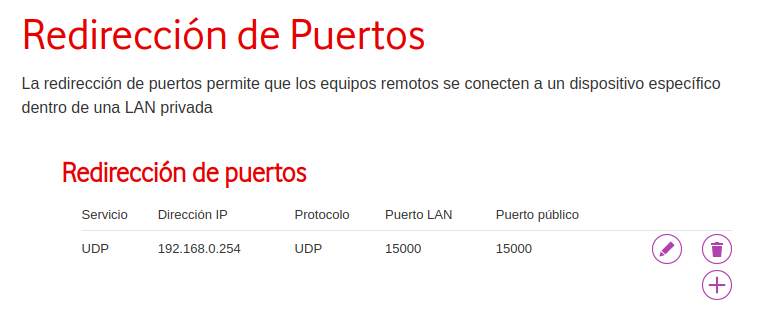 Redirección de Puertos
La redirección de puertos permite que los equipos remotos se conecten a un dispositivo específico
dentro de una LAN privada
Redirección de puertos
Servicio Dirección IP Protocolo Puerto LAN Puerto público
UDP 192.168.0.254 UDP 15000 15000